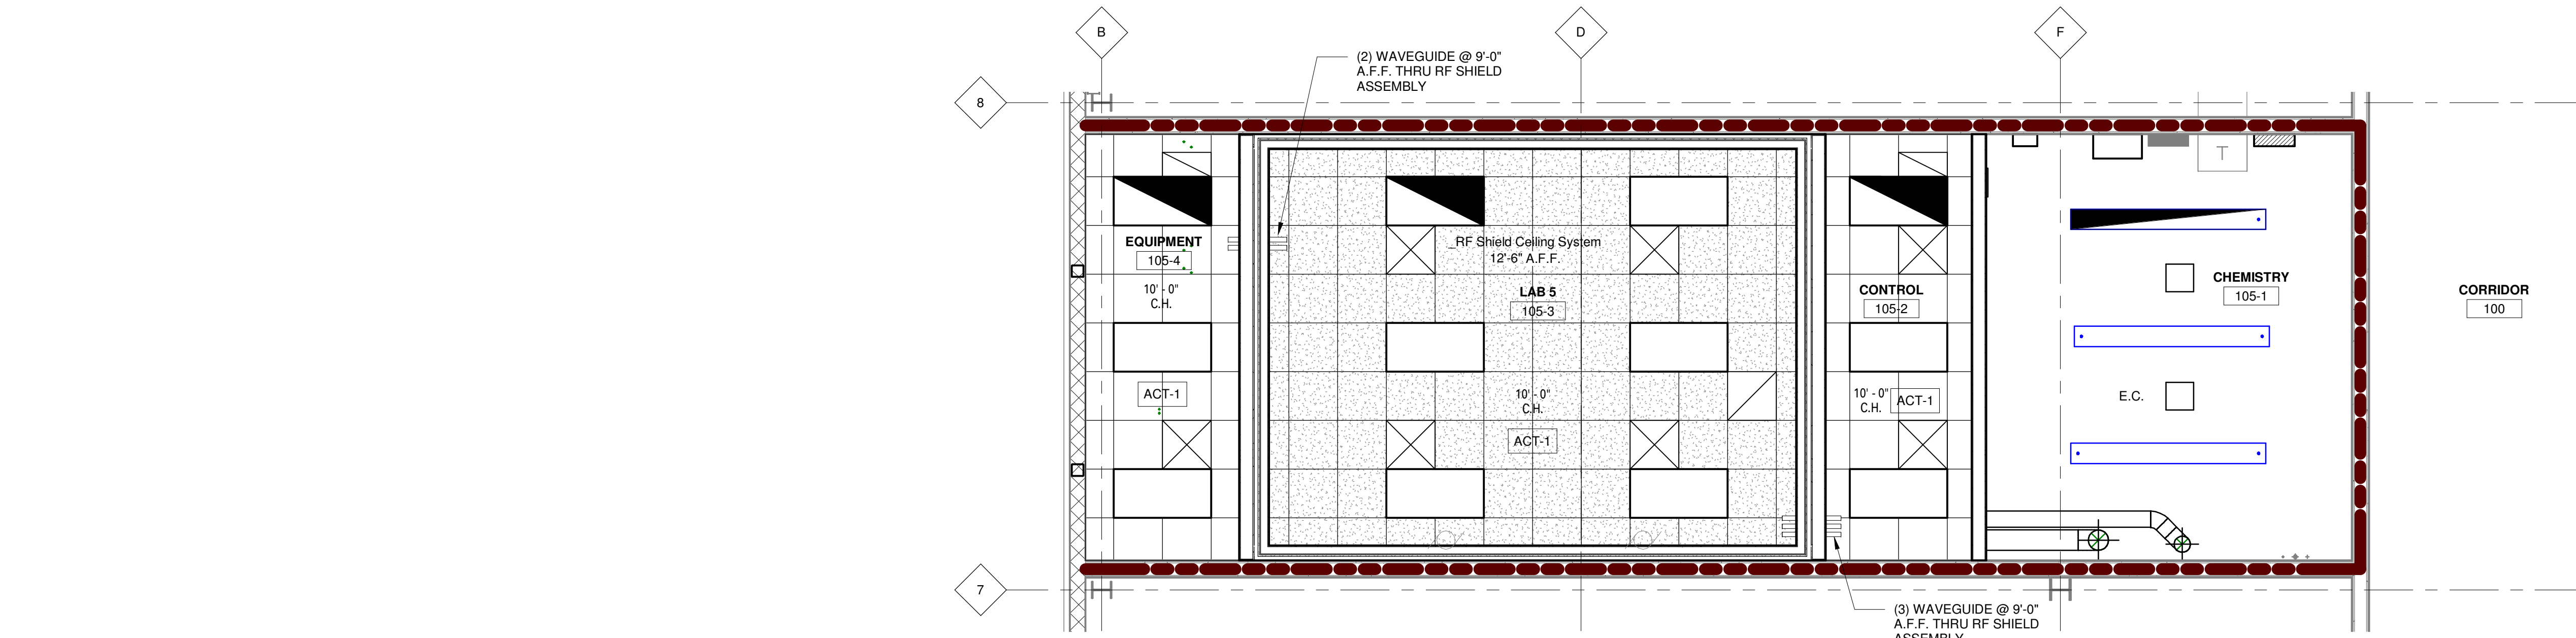 B
D
F
(2) WAVEGUIDE @ 9'-0"
A.F.F. THRU RF SHIELD
ASSEMBLY
8
T
EQUIPMENT
105-4
10' - 0"
C.H.
ACT-1
_RF Shield Ceiling System
12'-6" A.F.F.
LAB 5
105-3
10' - 0"
C.H.
ACT-1
CONTROL
105-2
10' - 0"
C.H.
ACT-1
CHEMISTRY
105-1
E.C.
CORRIDOR
100
7
(3) WAVEGUIDE @ 9'-0"
A.F.F. THRU RF SHIELD
ASSEMBLY